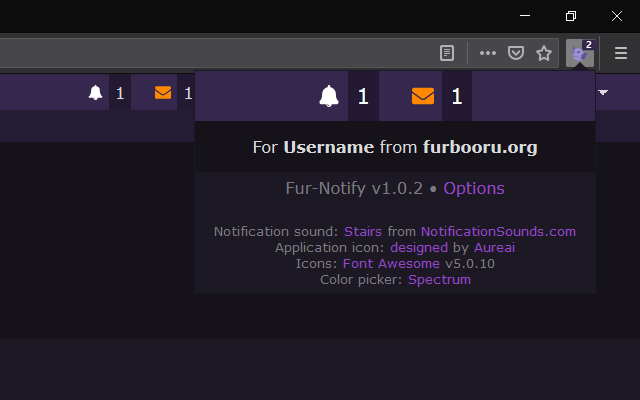 2
1 1
1 1
For Username from furbooru.org
Fur-Notify v1.0.2 • Options
Notification sound: Stairs from NotificationSounds.com
Application icon: designed by Aureai
Icons: Font Awesome v5.0.10
Color picker: Spectrum